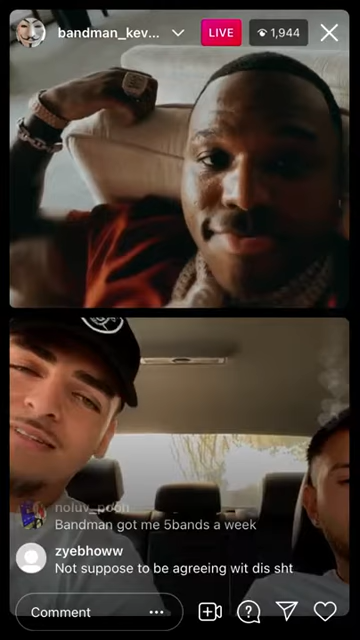 bandman_kev...
LIVE
1,944
noluv_pooh
Bandman got me 5bands a week
zyebhoww
Not suppose to be agreeing wit dis sht
Comment